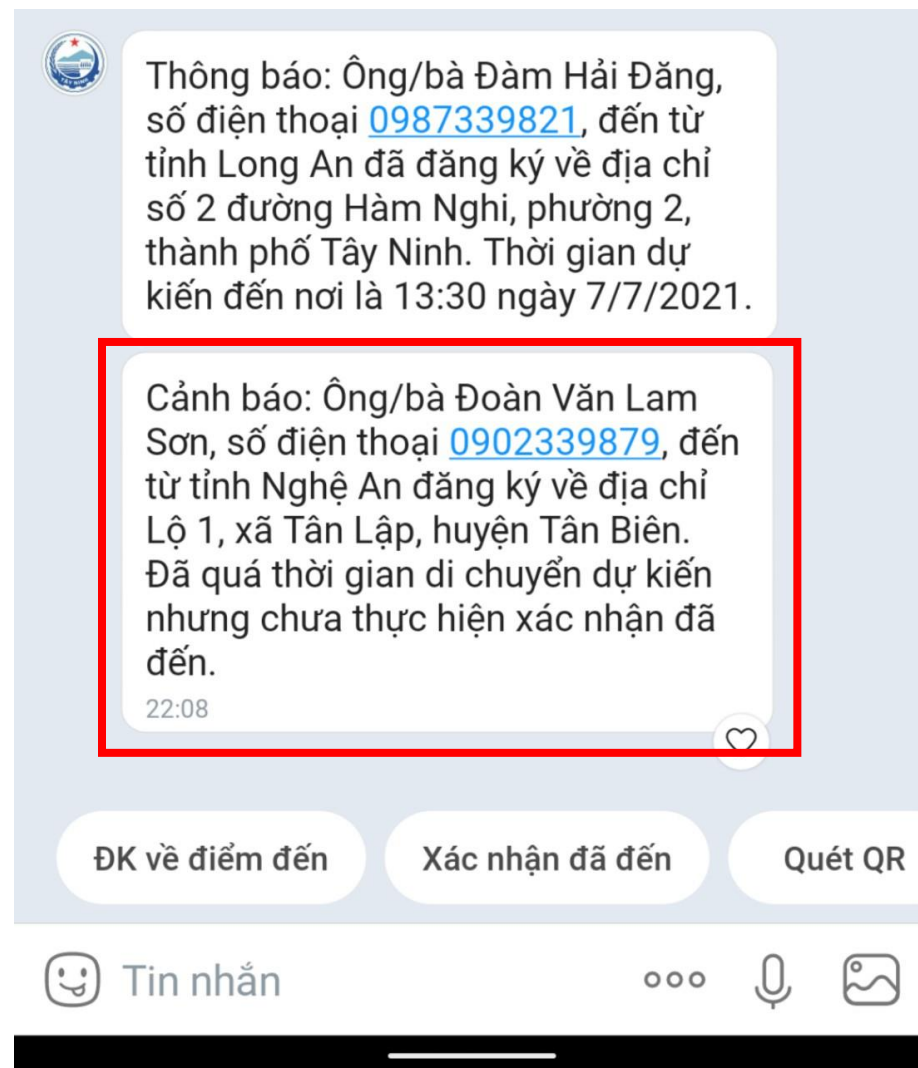 TÂY NINH
Thông báo: Ông/bà Đàm Hải Đăng,
số điện thoại 0987339821, đến từ
tỉnh Long An đã đăng ký về địa chỉ
số 2 đường Hàm Nghi, phường 2,
thành phố Tây Ninh. Thời gian dự
kiến đến nơi là 13:30 ngày 7/7/2021.
Cảnh báo: Ông/bà Đoàn Văn Lam
Sơn, số điện thoại 0902339879, đến
từ tỉnh Nghệ An đăng ký về địa chỉ
Lộ 1, xã Tân Lập, huyện Tân Biên.
Đã quá thời gian di chuyển dự kiến
nhưng chưa thực hiện xác nhận đã
đến.
22:08
ĐK về điểm đến Xác nhận đã đến Quét QR
Tin nhắn